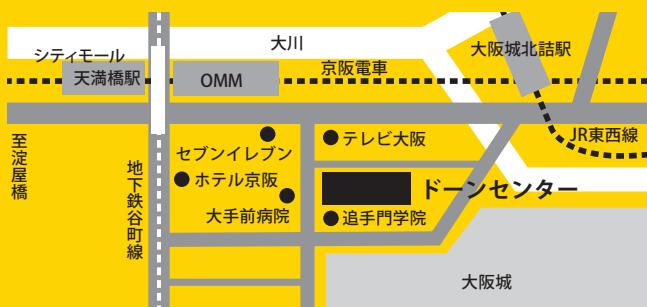 大川
シティモール
天満橋駅
OMM
京阪電車
大阪城北詰駅
JR東西線
至淀屋橋
地下鉄谷町線
セブンイレブン
テレビ大阪
ホテル京阪
ドーンセンター
大手前病院
追手門学院
大阪城